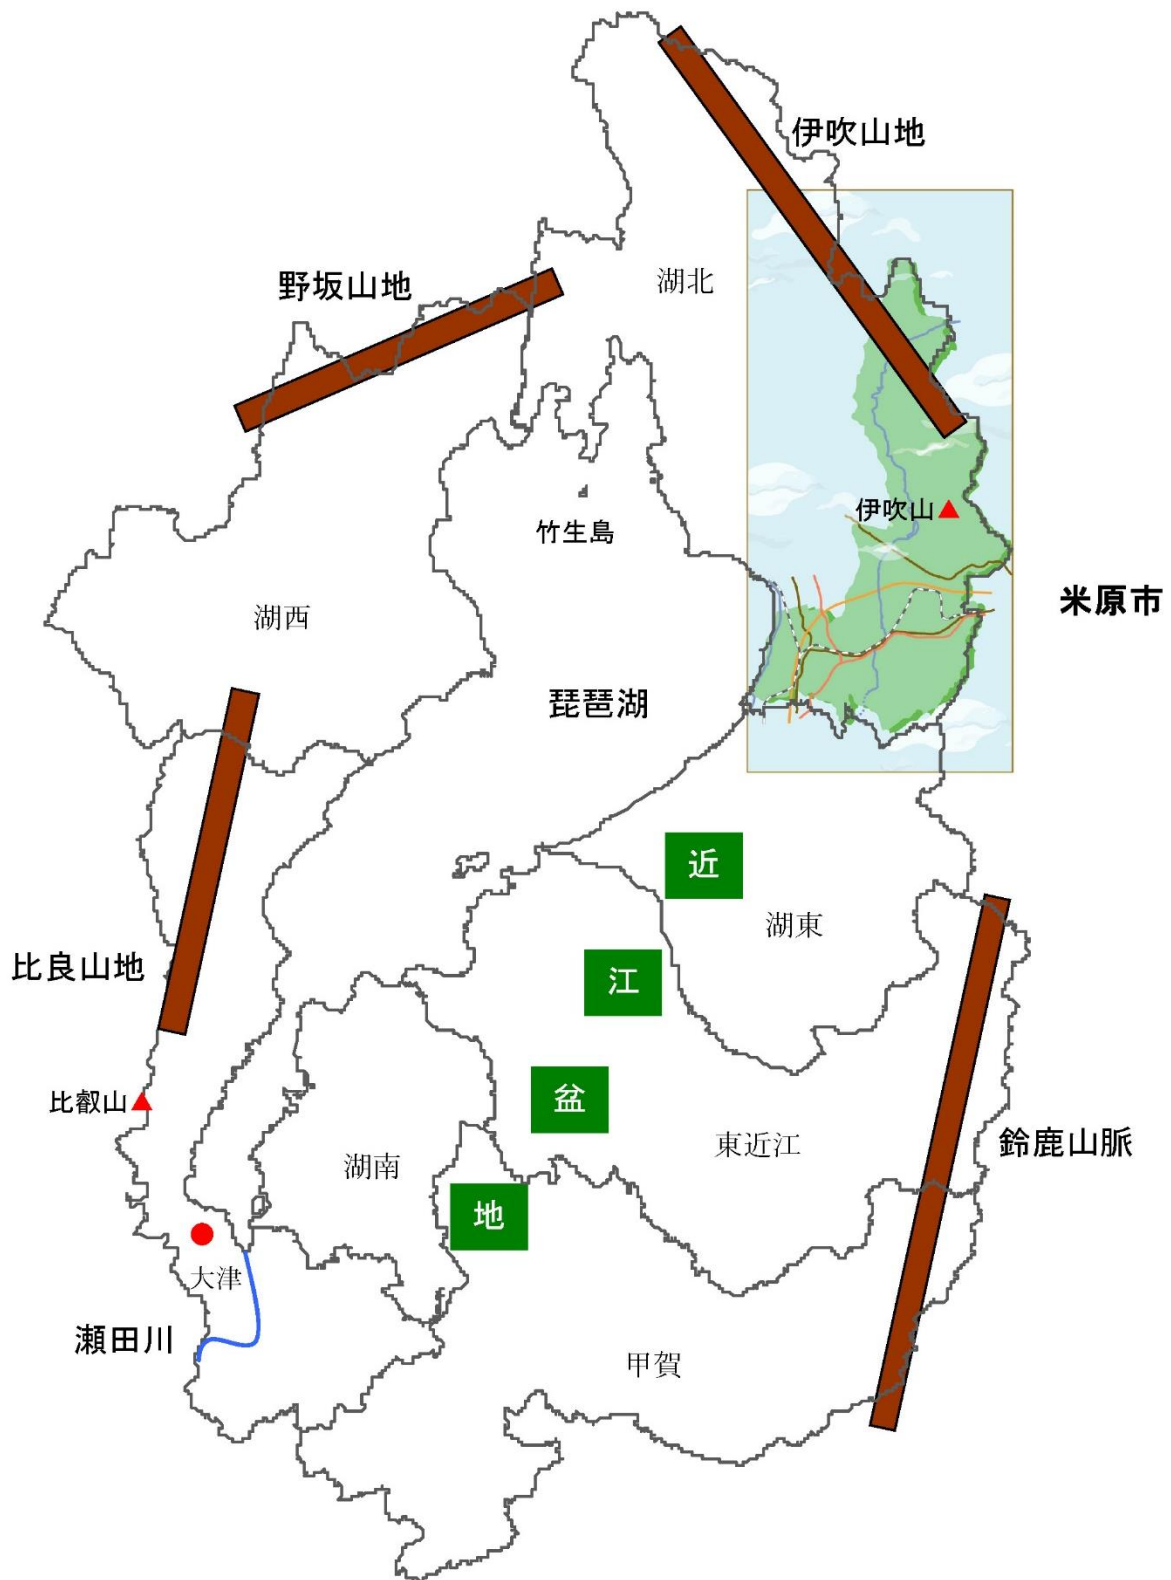 伊吹山地
野坂山地
湖北
伊吹山
竹生島
米原市
湖西
琵琶湖
近
湖東
比良山地
江
盆
比叡山
東近江
鈴鹿山脈
湖南
地
大津
瀬田川
甲賀